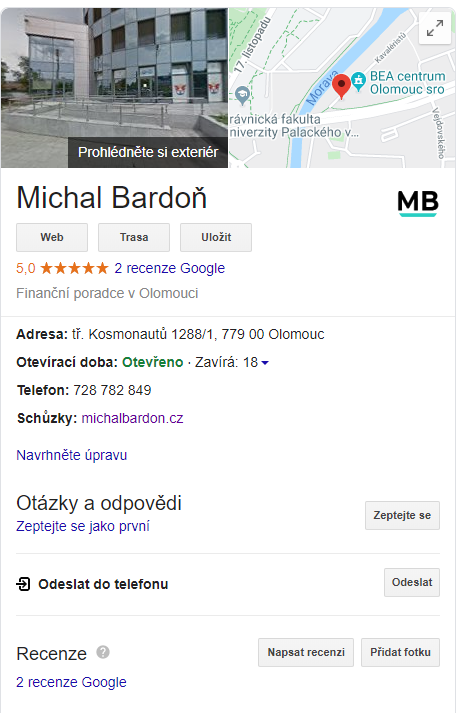 17. listopadu
Kavaleristů
Morava
BEA centrum
Olomouc sro
rávnická fakulta
niverzity Palackého v...
Vejdovského
Prohlédněte si exteriér
Michal Bardoň
MB
Web
Trasa
Uložit
5,0 ★★★★★ 2 recenze Google
Finanční poradce v Olomouci
Adresa: tř. Kosmonautů 1288/1, 779 00 Olomouc
Otevírací doba: Otevřeno · Zavírá: 18
Telefon: 728 782 849
Schůzky: michalbardon.cz
Navrhněte úpravu
Otázky a odpovědi
Zeptejte se jako první
Zeptejte se
Odeslat do telefonu
Odeslat
Recenze ?
Napsat recenzi
Přidat fotku
2 recenze Google